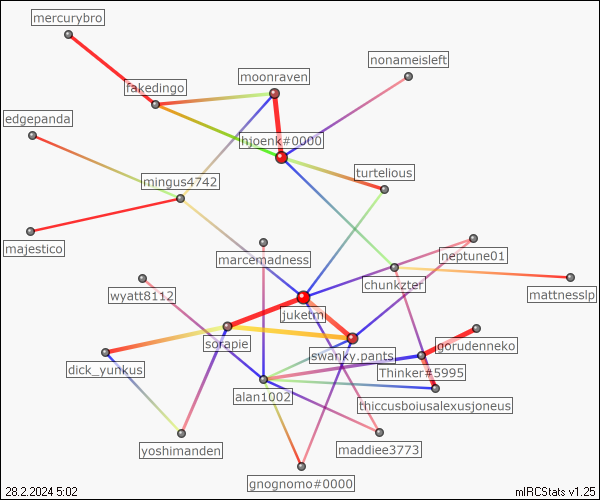 mercurybro
nonameisleft
moonraven
fakedingo
edgepanda
hjoenk#0000
turtelious
mingus4742
majestico
neptune01
marcemadness
chunkzter
mattnesslp
wyatt8112
juketm
sorapie
gorudenneko
swanky.pants
dick_yunkus
Thinker#5995
alan1002
thiccusboiusalexusjoneus
yoshimanden
maddiee3773
gnognomo#0000
28.2.2024 5:02
mIRCStats v1.25